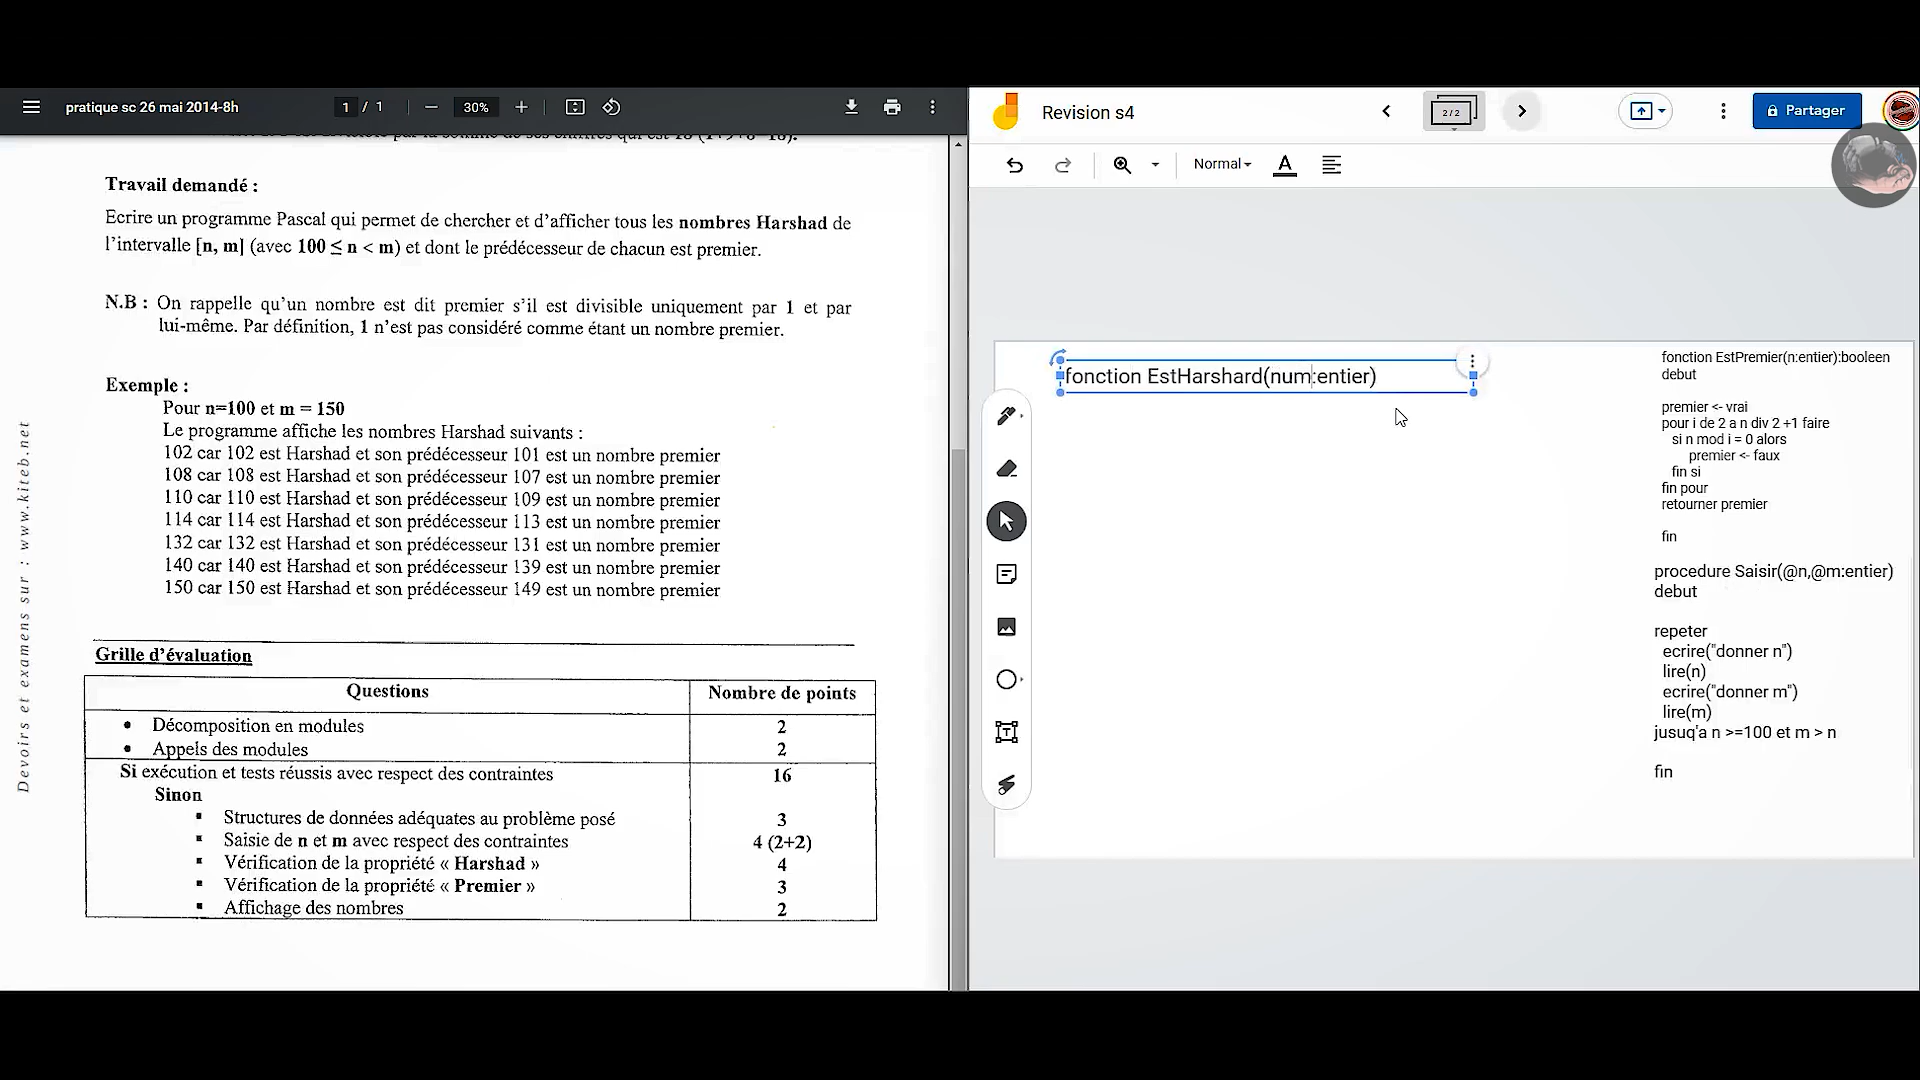 pratique sc 26 mai 2014-8h
1 / 1
30%
Travail demandé :
Ecrire un programme Pascal qui permet de chercher et d'afficher tous les nombres Harshad de
l'intervalle [n, m] (avec 100 ≤ n < m) et dont le prédécesseur de chacun est premier.
N.B : On rappelle qu'un nombre est dit premier s'il est divisible uniquement par 1 et par
lui-même. Par définition, 1 n'est pas considéré comme étant un nombre premier.
Exemple :
Pour n=100 et m = 150
Le programme affiche les nombres Harshad suivants :
102 car 102 est Harshad et son prédécesseur 101 est un nombre premier
108 car 108 est Harshad et son prédécesseur 107 est un nombre premier
110 car 110 est Harshad et son prédécesseur 109 est un nombre premier
114 car 114 est Harshad et son prédécesseur 113 est un nombre premier
132 car 132 est Harshad et son prédécesseur 131 est un nombre premier
140 car 140 est Harshad et son prédécesseur 139 est un nombre premier
150 car 150 est Harshad et son prédécesseur 149 est un nombre premier
Devoirs et examens sur : www.kiteb.net
Grille d'évaluation
Questions Nombre de points
• Décomposition en modules 2
• Appels des modules 2
Si exécution et tests réussis avec respect des contraintes 16
Sinon
▪ Structures de données adéquates au problème posé 3
▪ Saisie de n et m avec respect des contraintes 4 (2+2)
▪ Vérification de la propriété « Harshad » 4
▪ Vérification de la propriété « Premier » 3
▪ Affichage des nombres 2
Revision s4
2/2
Partager
Normal
A
fonction EstHarshard(num:entier)
fonction EstPremier(n:entier):booleen
debut
premier <- vrai
pour i de 2 a n div 2 +1 faire
si n mod i = 0 alors
premier <- faux
fin si
fin pour
retourner premier
fin
procedure Saisir(@n,@m:entier)
debut
repeter
ecrire("donner n")
lire(n)
ecrire("donner m")
lire(m)
jusuq'a n >=100 et m > n
fin